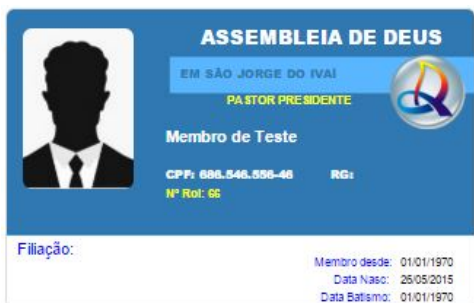 ASSEMBLEIA DE DEUS
EM SÃO JORGE DO IVAÍ
PASTOR PRESIDENTE
Membro de Teste
CPF: 686.546.556-46 RG:
Nº Rol: 66
Filiação:
Membro desde: 01/01/1970
Data Nasc: 26/05/2015
Data Batismo: 01/01/1970